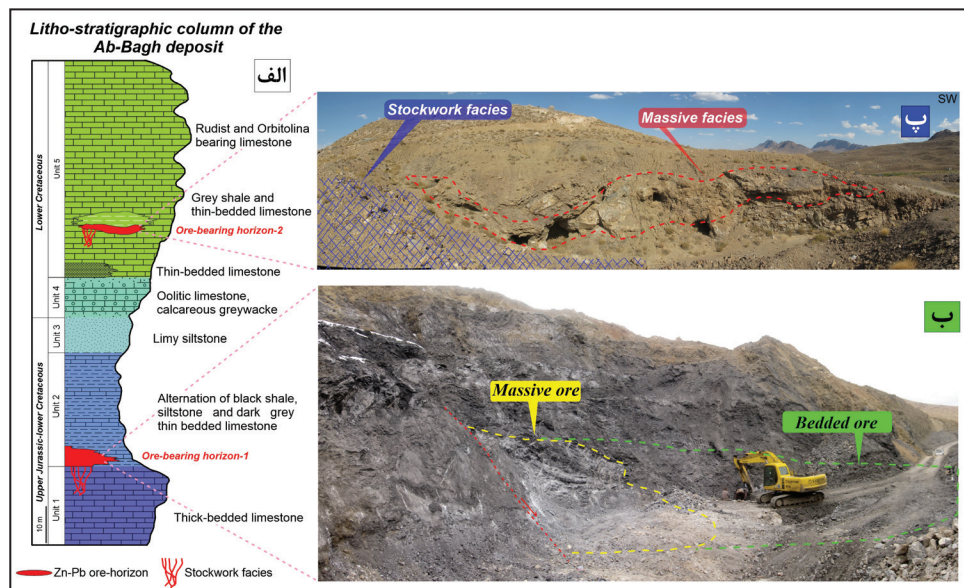 Litho-stratigraphic column of the
Ab-Bagh deposit
الف
Lower Cretaceous
Upper Jurassic-lower Cretaceous
Unit 5
Unit 4
Unit 3
Unit 2
Unit 1
10 m
Rudist and Orbitolina
bearing limestone
Grey shale and
thin-bedded limestone
Ore-bearing horizon-2
Thin-bedded limestone
Oolitic limestone,
calcareous greywacke
Limy siltstone
Alternation of black shale,
siltstone and dark grey
thin bedded limestone
Ore-bearing horizon-1
Thick-bedded limestone
Zn-Pb ore-horizon
Stockwork facies
SW
پ
Stockwork facies
Massive facies
ب
Massive ore
Bedded ore